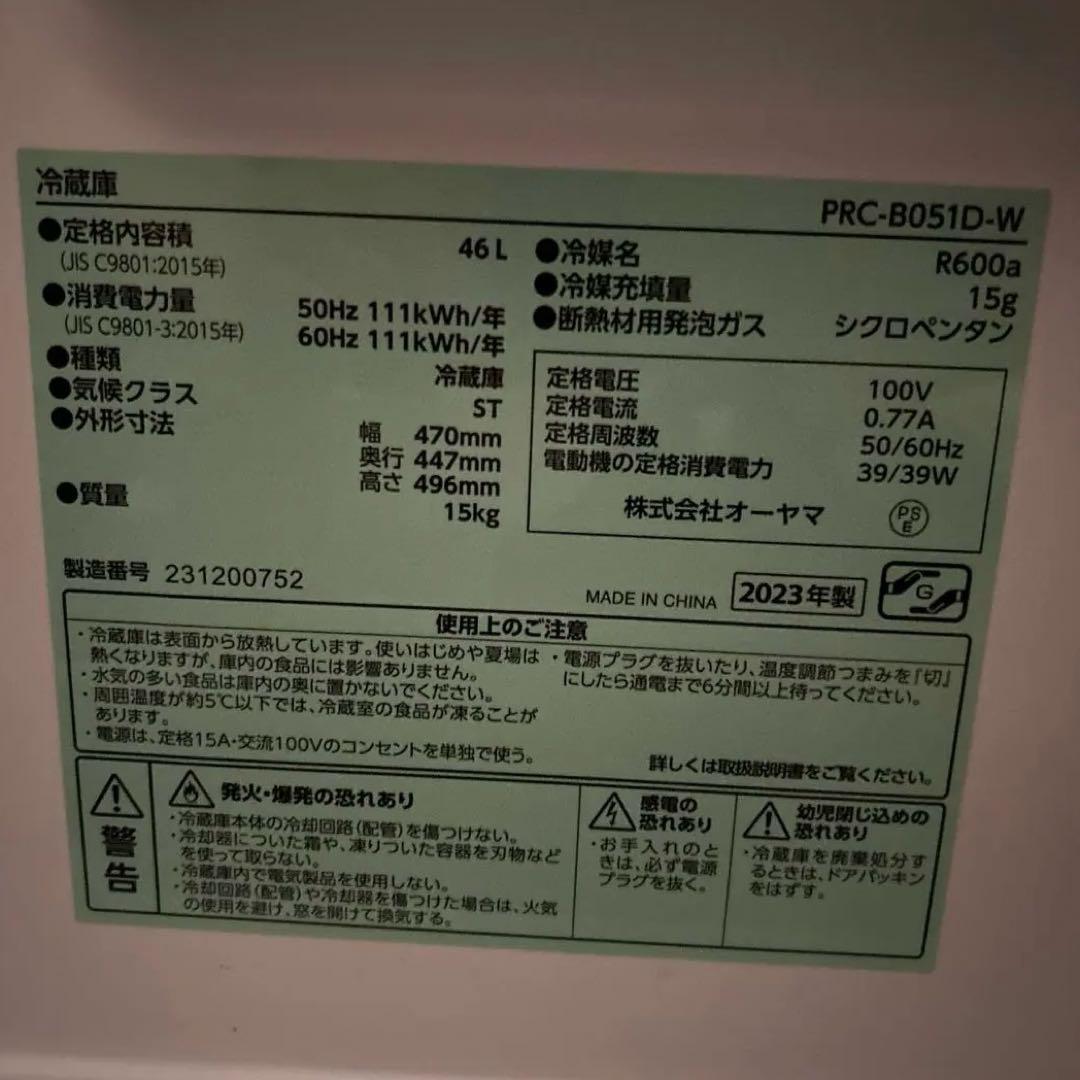 冷蔵庫
PRC-B051D-W
●定格内容積 46L
(JIS C9801:2015年)
●消費電力量 50Hz 111kWh/年
(JIS C9801-3:2015年) 60Hz 111kWh/年
●種類 冷蔵庫
●気候クラス ST
●外形寸法 幅 470mm
奥行 447mm
高さ 496mm
●質量 15kg
●冷媒名 R600a
●冷媒充填量 15g
●断熱材用発泡ガス シクロペンタン
定格電圧 100V
定格電流 0.77A
定格周波数 50/60Hz
電動機の定格消費電力 39/39W
株式会社オーヤマ PSE
製造番号 231200752
MADE IN CHINA 2023年製 G
使用上のご注意
・冷蔵庫は表面から放熱しています。使いはじめや夏場は
熱くなりますが、庫内の食品には影響ありません。
・水気の多い食品は庫内の奥に置かないでください。
・周囲温度が約5℃以下では、冷蔵室の食品が凍ることが
あります。
・電源は、定格15A・交流100Vのコンセントを単独で使う。
・電源プラグを抜いたり、温度調節つまみを「切」
にしたら通電まで6分間以上待ってください。
詳しくは取扱説明書をご覧ください。
警告
発火・爆発の恐れあり
・冷蔵庫本体の冷却回路(配管)を傷つけない。
・冷却器についた霜や、凍りついた容器を刃物など
を使って取らない。
・冷蔵庫内で電気製品を使用しない。
・冷却回路(配管)や冷却器を傷つけた場合は、火気
の使用を避け、窓を開けて換気する。
感電の
恐れあり
・お手入れのと
きは、必ず電源
プラグを抜く。
幼児閉じ込めの
恐れあり
・冷蔵庫を廃棄処分す
るときは、ドアパッキン
をはずす。